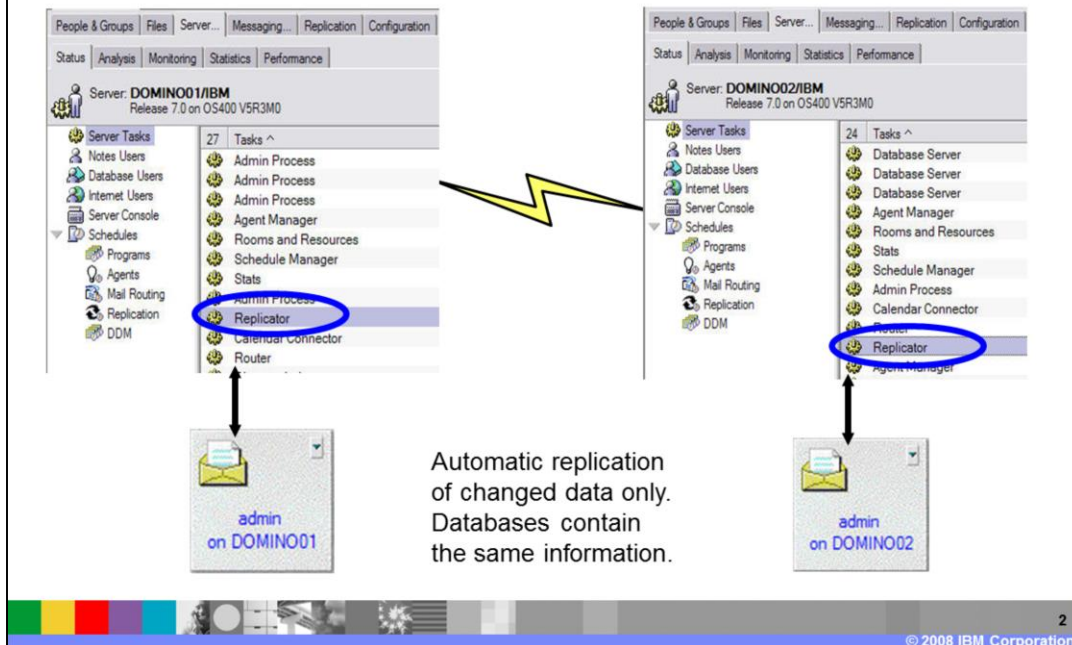 People & Groups Files Server... Messaging... Replication Configuration
Status Analysis Monitoring Statistics Performance
Server: DOMINO01/IBM
Release 7.0 on OS400 V5R3M0
Server Tasks
Notes Users
Database Users
Internet Users
Server Console
Schedules
Programs
Agents
Mail Routing
Replication
DDM
27 Tasks ^
Admin Process
Admin Process
Admin Process
Agent Manager
Rooms and Resources
Schedule Manager
Stats
Admin Process
Replicator
Calendar Connector
Router
People & Groups Files Server... Messaging... Replication Configuration
Status Analysis Monitoring Statistics Performance
Server: DOMINO02/IBM
Release 7.0 on OS400 V5R3M0
Server Tasks
Notes Users
Database Users
Internet Users
Server Console
Schedules
Programs
Agents
Mail Routing
Replication
DDM
24 Tasks ^
Database Server
Database Server
Database Server
Agent Manager
Rooms and Resources
Stats
Schedule Manager
Admin Process
Calendar Connector
Router
Replicator
Agent Manager
admin
on DOMINO01
Automatic replication
of changed data only.
Databases contain
the same information.
admin
on DOMINO02
2
© 2008 IBM Corporation